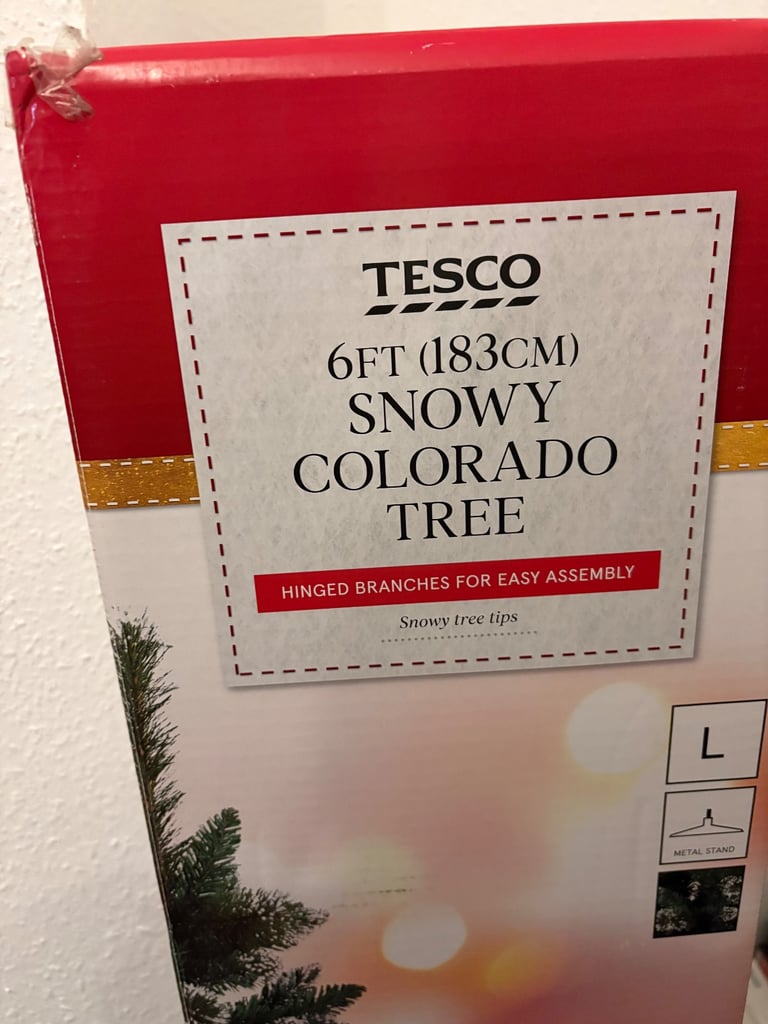 TESCO
6FT (183CM)
SNOWY
COLORADO
TREE
HINGED BRANCHES FOR EASY ASSEMBLY
Snowy tree tips
L
METAL STAND